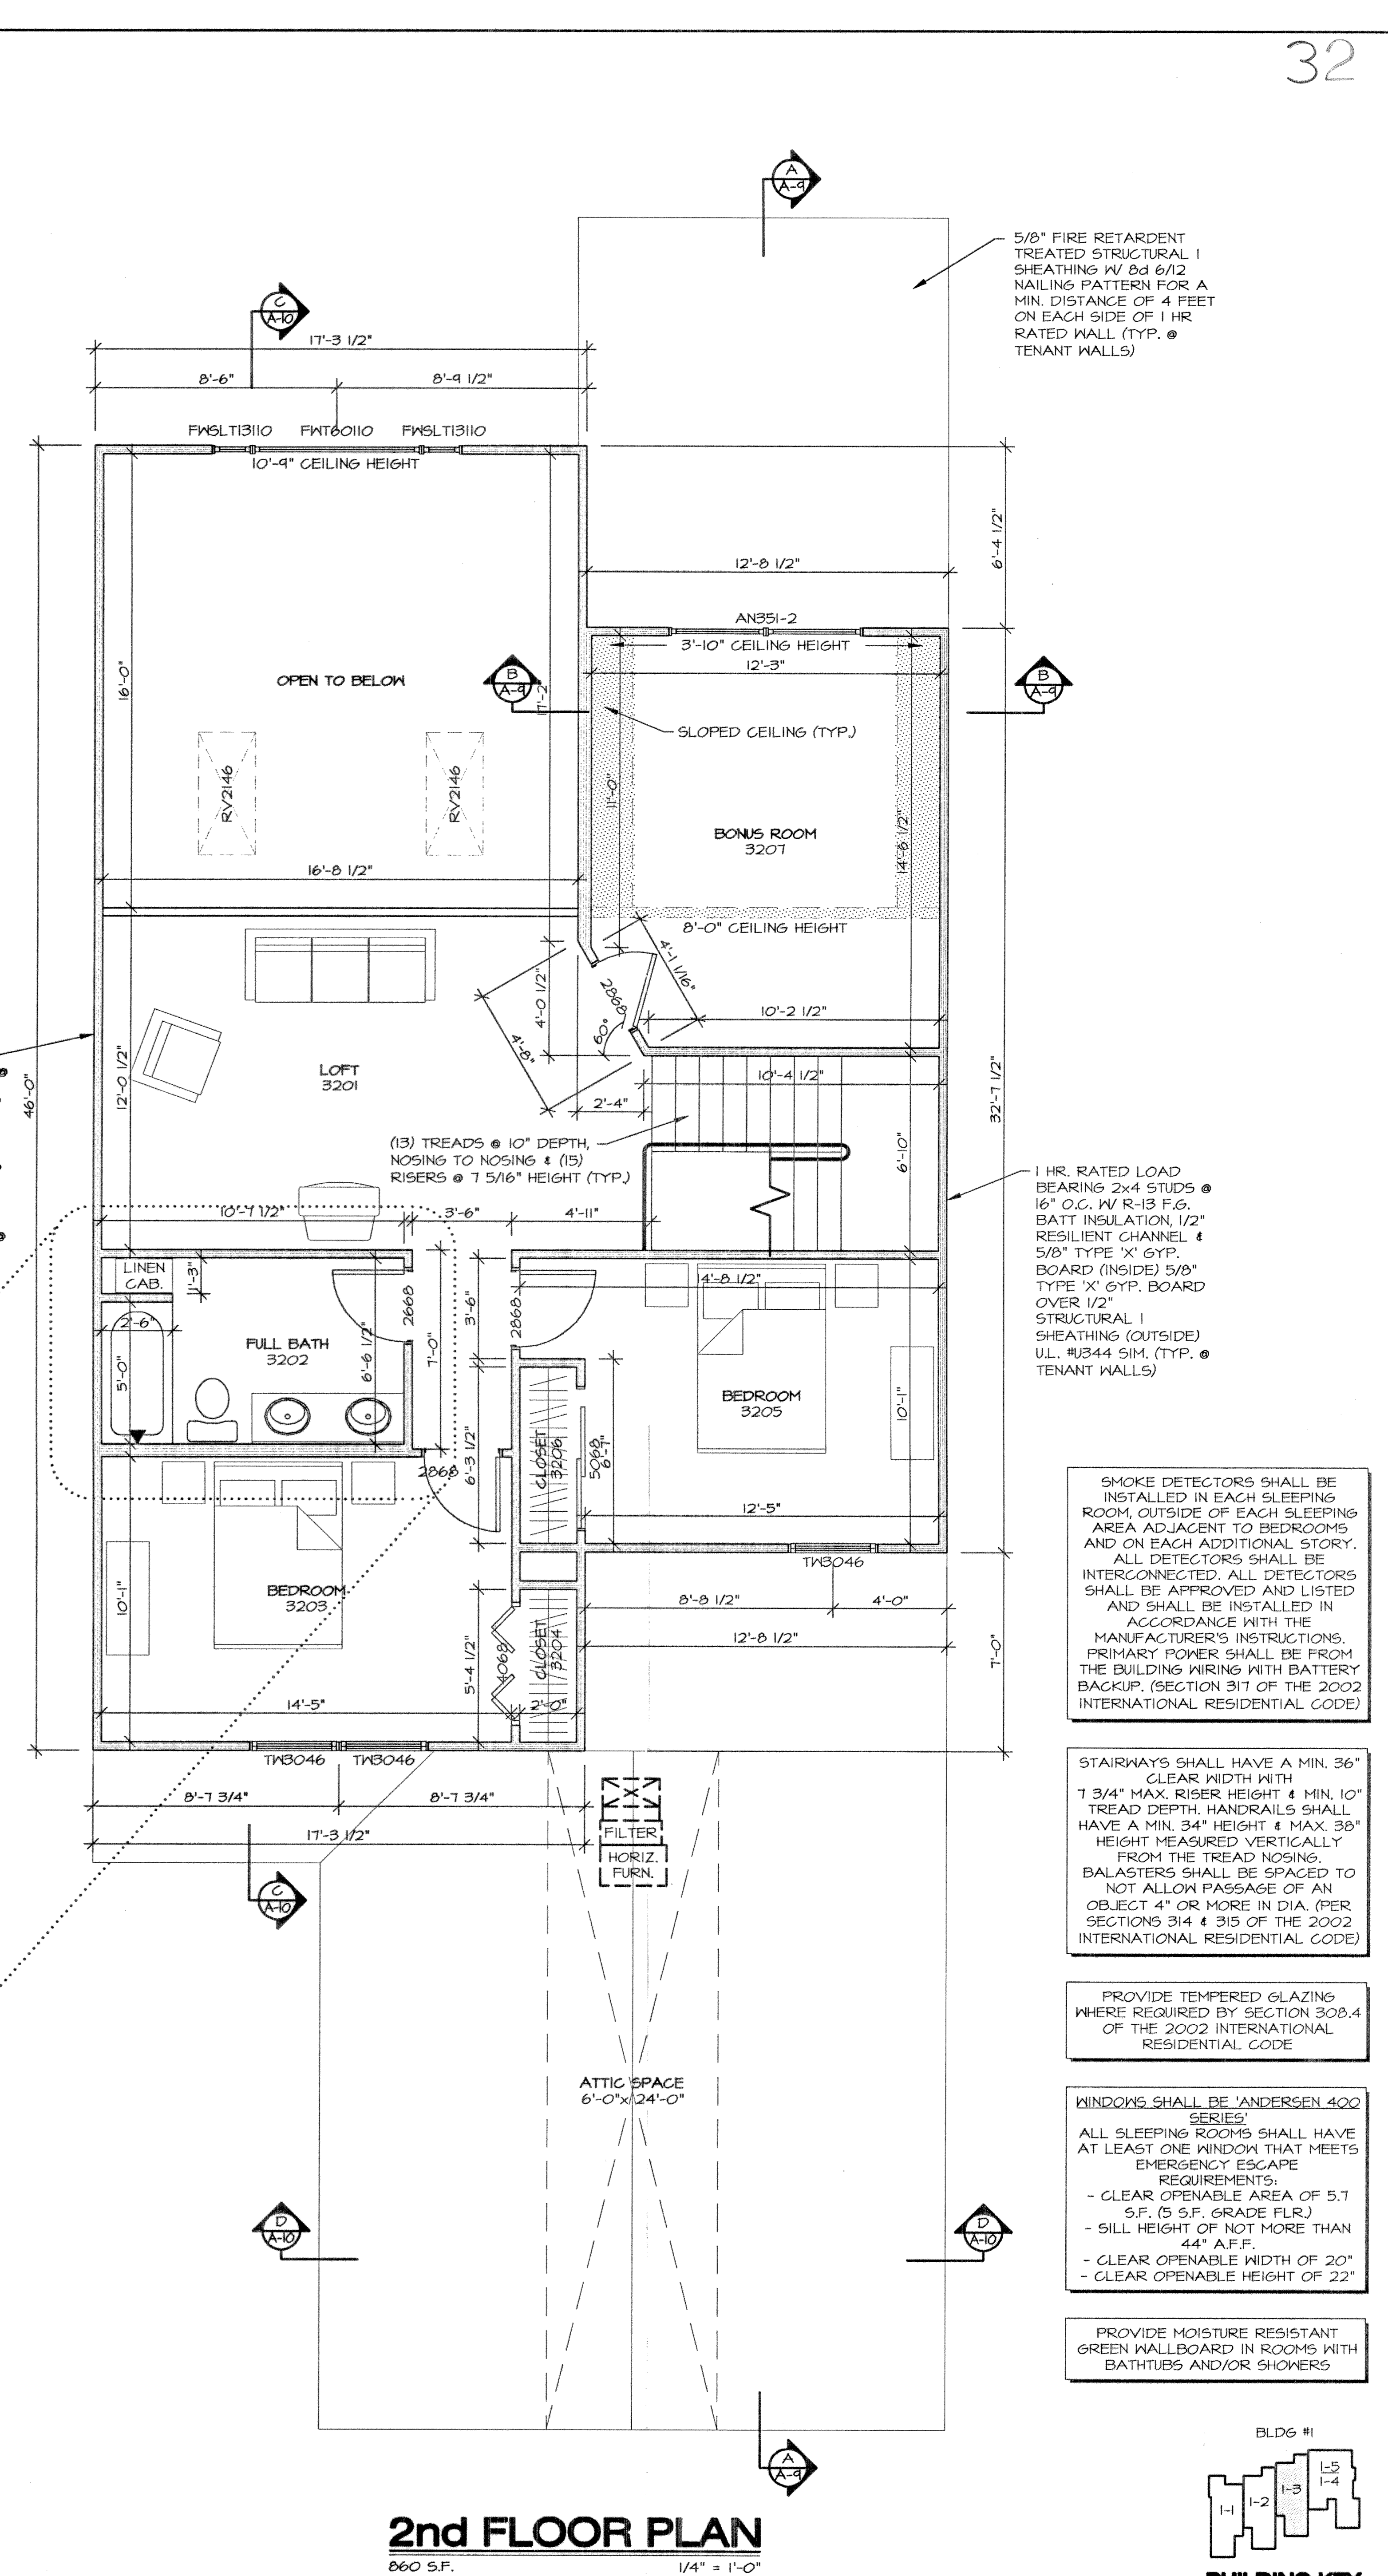 32
A
A-9
5/8" FIRE RETARDENT
TREATED STRUCTURAL I
SHEATHING W/ 8d 6/12
NAILING PATTERN FOR A
MIN. DISTANCE OF 4 FEET
ON EACH SIDE OF 1 HR
RATED WALL (TYP. @
TENANT WALLS)
C
A-10
17'-3 1/2"
8'-6"
8'-9 1/2"
FWSLT13110
FWT60110
FWSLT13110
10'-9" CEILING HEIGHT
6'-4 1/2"
12'-8 1/2"
AN351-2
3'-10" CEILING HEIGHT
12'-3"
16'-0"
OPEN TO BELOW
B
A-9
17'-2
B
A-9
SLOPED CEILING (TYP.)
RV2146
RV2146
11'-0"
BONUS ROOM
3207
14'-8 1/2"
16'-8 1/2"
8'-0" CEILING HEIGHT
4'-1 1/16"
4'-0 1/2"
2868
60°
4'-8"
10'-2 1/2"
46'-0"
12'-0 1/2"
LOFT
3201
10'-4 1/2"
32'-7 1/2"
2'-4"
(13) TREADS @ 10" DEPTH,
NOSING TO NOSING & (15)
RISERS @ 7 5/16" HEIGHT (TYP.)
6'-10"
1 HR. RATED LOAD
BEARING 2x4 STUDS @
16" O.C. W/ R-13 F.G.
BATT INSULATION, 1/2"
RESILIENT CHANNEL &
5/8" TYPE 'X' GYP.
BOARD (INSIDE) 5/8"
TYPE 'X' GYP. BOARD
OVER 1/2"
STRUCTURAL I
SHEATHING (OUTSIDE)
U.L. #U344 SIM. (TYP. @
TENANT WALLS)
@
@
10'-7 1/2"
3'-6"
4'-11"
LINEN
CAB.
1'-3"
14'-8 1/2"
2668
3'-6"
2868
2'-6"
FULL BATH
3202
5'-0"
6'-6 1/2"
7'-0"
BEDROOM
3205
10'-1"
CLOSET
3206
5068
6'-7"
6'-3 1/2"
2868
12'-5"
TW3046
BEDROOM
3203
10'-1"
8'-8 1/2"
4'-0"
12'-8 1/2"
7'-0"
5'-4 1/2"
4068
CLOSET
3204
14'-5"
2'-0"
TW3046
TW3046
8'-7 3/4"
8'-7 3/4"
17'-3 1/2"
FILTER
HORIZ.
FURN.
C
A-10
SMOKE DETECTORS SHALL BE
INSTALLED IN EACH SLEEPING
ROOM, OUTSIDE OF EACH SLEEPING
AREA ADJACENT TO BEDROOMS
AND ON EACH ADDITIONAL STORY.
ALL DETECTORS SHALL BE
INTERCONNECTED. ALL DETECTORS
SHALL BE APPROVED AND LISTED
AND SHALL BE INSTALLED IN
ACCORDANCE WITH THE
MANUFACTURER'S INSTRUCTIONS.
PRIMARY POWER SHALL BE FROM
THE BUILDING WIRING WITH BATTERY
BACKUP. (SECTION 317 OF THE 2002
INTERNATIONAL RESIDENTIAL CODE)
STAIRWAYS SHALL HAVE A MIN. 36"
CLEAR WIDTH WITH
7 3/4" MAX. RISER HEIGHT & MIN. 10"
TREAD DEPTH. HANDRAILS SHALL
HAVE A MIN. 34" HEIGHT & MAX. 38"
HEIGHT MEASURED VERTICALLY
FROM THE TREAD NOSING.
BALASTERS SHALL BE SPACED TO
NOT ALLOW PASSAGE OF AN
OBJECT 4" OR MORE IN DIA. (PER
SECTIONS 314 & 315 OF THE 2002
INTERNATIONAL RESIDENTIAL CODE)
PROVIDE TEMPERED GLAZING
WHERE REQUIRED BY SECTION 308.4
OF THE 2002 INTERNATIONAL
RESIDENTIAL CODE
ATTIC SPACE
6'-0"x 24'-0"
WINDOWS SHALL BE 'ANDERSEN 400
SERIES'
ALL SLEEPING ROOMS SHALL HAVE
AT LEAST ONE WINDOW THAT MEETS
EMERGENCY ESCAPE
REQUIREMENTS:
- CLEAR OPENABLE AREA OF 5.7
S.F. (5 S.F. GRADE FLR.)
- SILL HEIGHT OF NOT MORE THAN
44" A.F.F.
- CLEAR OPENABLE WIDTH OF 20"
- CLEAR OPENABLE HEIGHT OF 22"
D
A-10
D
A-10
PROVIDE MOISTURE RESISTANT
GREEN WALLBOARD IN ROOMS WITH
BATHTUBS AND/OR SHOWERS
A
A-9
BLDG #1
1-1
1-2
1-3
1-5
1-4
2nd FLOOR PLAN
860 S.F.
1/4" = 1'-0"
BUILDING KEY